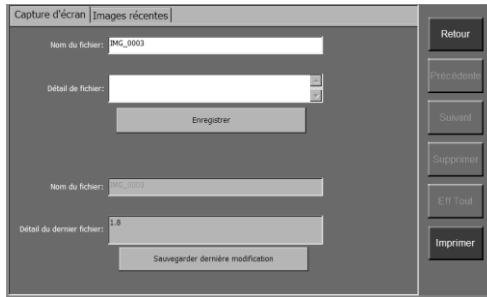 Capture d'écran
Images récentes
Retour
Nom du fichier: IMG_0003
Précédente
Détail de fichier:
Enregistrer
Suivant
Supprimer
Nom du fichier: IMG_0003
Eff Tout
Détail du dernier fichier: 1.8
Imprimer
Sauvegarder dernière modification